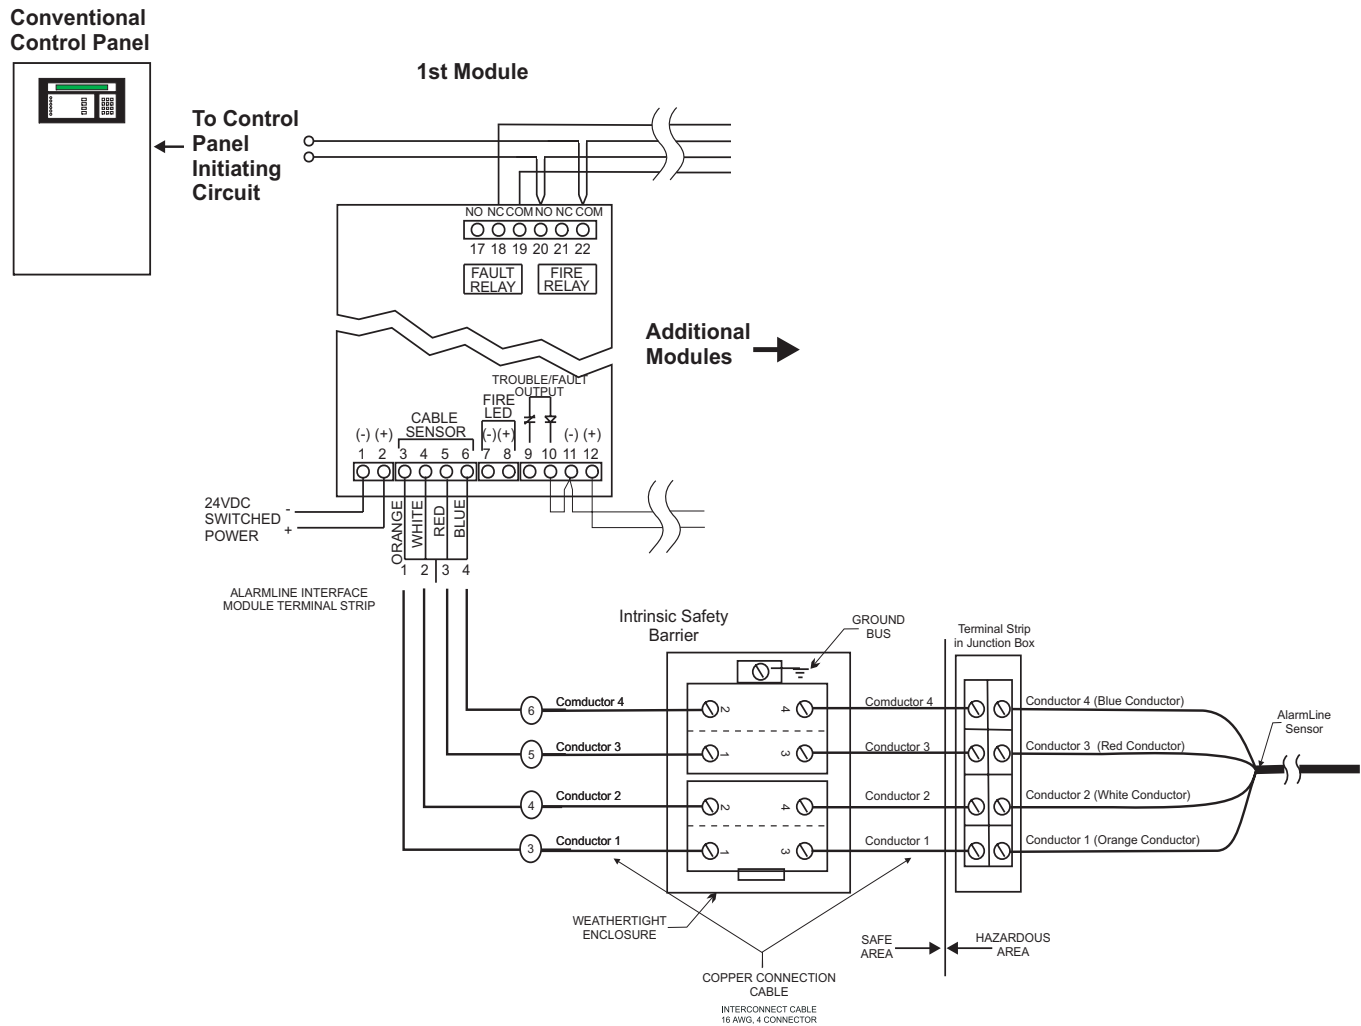 Conventional
Control Panel
1st Module
To Control
Panel
Initiating
Circuit
NO NC COM NO NC COM
17 18 19 20 21 22
FAULT
RELAY
FIRE
RELAY
Additional
Modules
TROUBLE/FAULT
OUTPUT
FIRE
LED
CABLE
SENSOR
(-) (+) (-) (+) (-) (+)
1 2 3 4 5 6 7 8 9 10 11 12
24VDC
SWITCHED
POWER
-
+
ORANGE
WHITE
RED
BLUE
1 2 3 4
ALARMLINE INTERFACE
MODULE TERMINAL STRIP
Intrinsic Safety
Barrier
GROUND
BUS
Terminal Strip
in Junction Box
6 Comductor 4 2 4 Comductor 4 Conductor 4 (Blue Conductor)
AlarmLine
Sensor
5 Conductor 3 1 3 Conductor 3 Conductor 3 (Red Conductor)
4 Conductor 2 2 4 Conductor 2 Conductor 2 (White Conductor)
3 Conductor 1 1 3 Conductor 1 Conductor 1 (Orange Conductor)
WEATHERTIGHT
ENCLOSURE
SAFE
AREA
HAZARDOUS
AREA
COPPER CONNECTION
CABLE
INTERCONNECT CABLE
16 AWG, 4 CONNECTOR